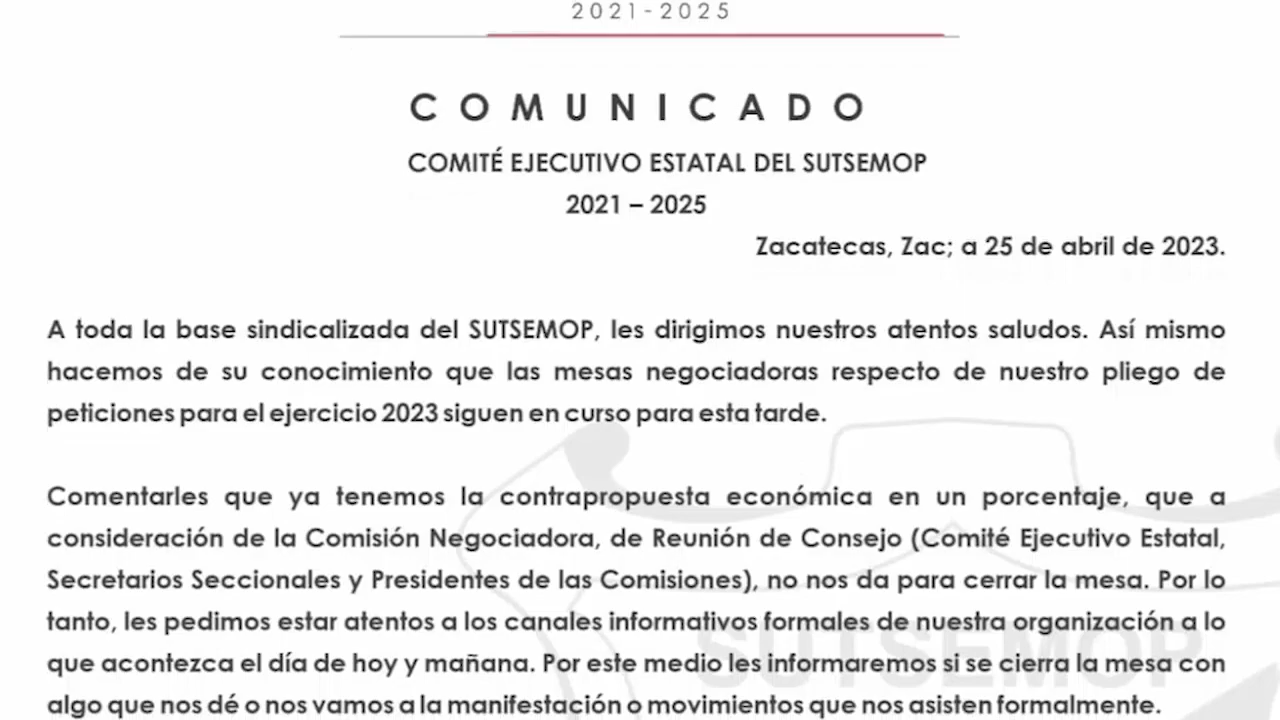 2021-2025
COMUNICADO
COMITÉ EJECUTIVO ESTATAL DEL SUTSEMOP
2021 – 2025
Zacatecas, Zac; a 25 de abril de 2023.
A toda la base sindicalizada del SUTSEMOP, les dirigimos nuestros atentos saludos. Así mismo
hacemos de su conocimiento que las mesas negociadoras respecto de nuestro pliego de
peticiones para el ejercicio 2023 siguen en curso para esta tarde.
Comentarles que ya tenemos la contrapropuesta económica en un porcentaje, que a
consideración de la Comisión Negociadora, de Reunión de Consejo (Comité Ejecutivo Estatal,
Secretarios Seccionales y Presidentes de las Comisiones), no nos da para cerrar la mesa. Por lo
tanto, les pedimos estar atentos a los canales informativos formales de nuestra organización a lo
que acontezca el día de hoy y mañana. Por este medio les informaremos si se cierra la mesa con
algo que nos dé o nos vamos a la manifestación o movimientos que nos asisten formalmente.
SUTSEMOP